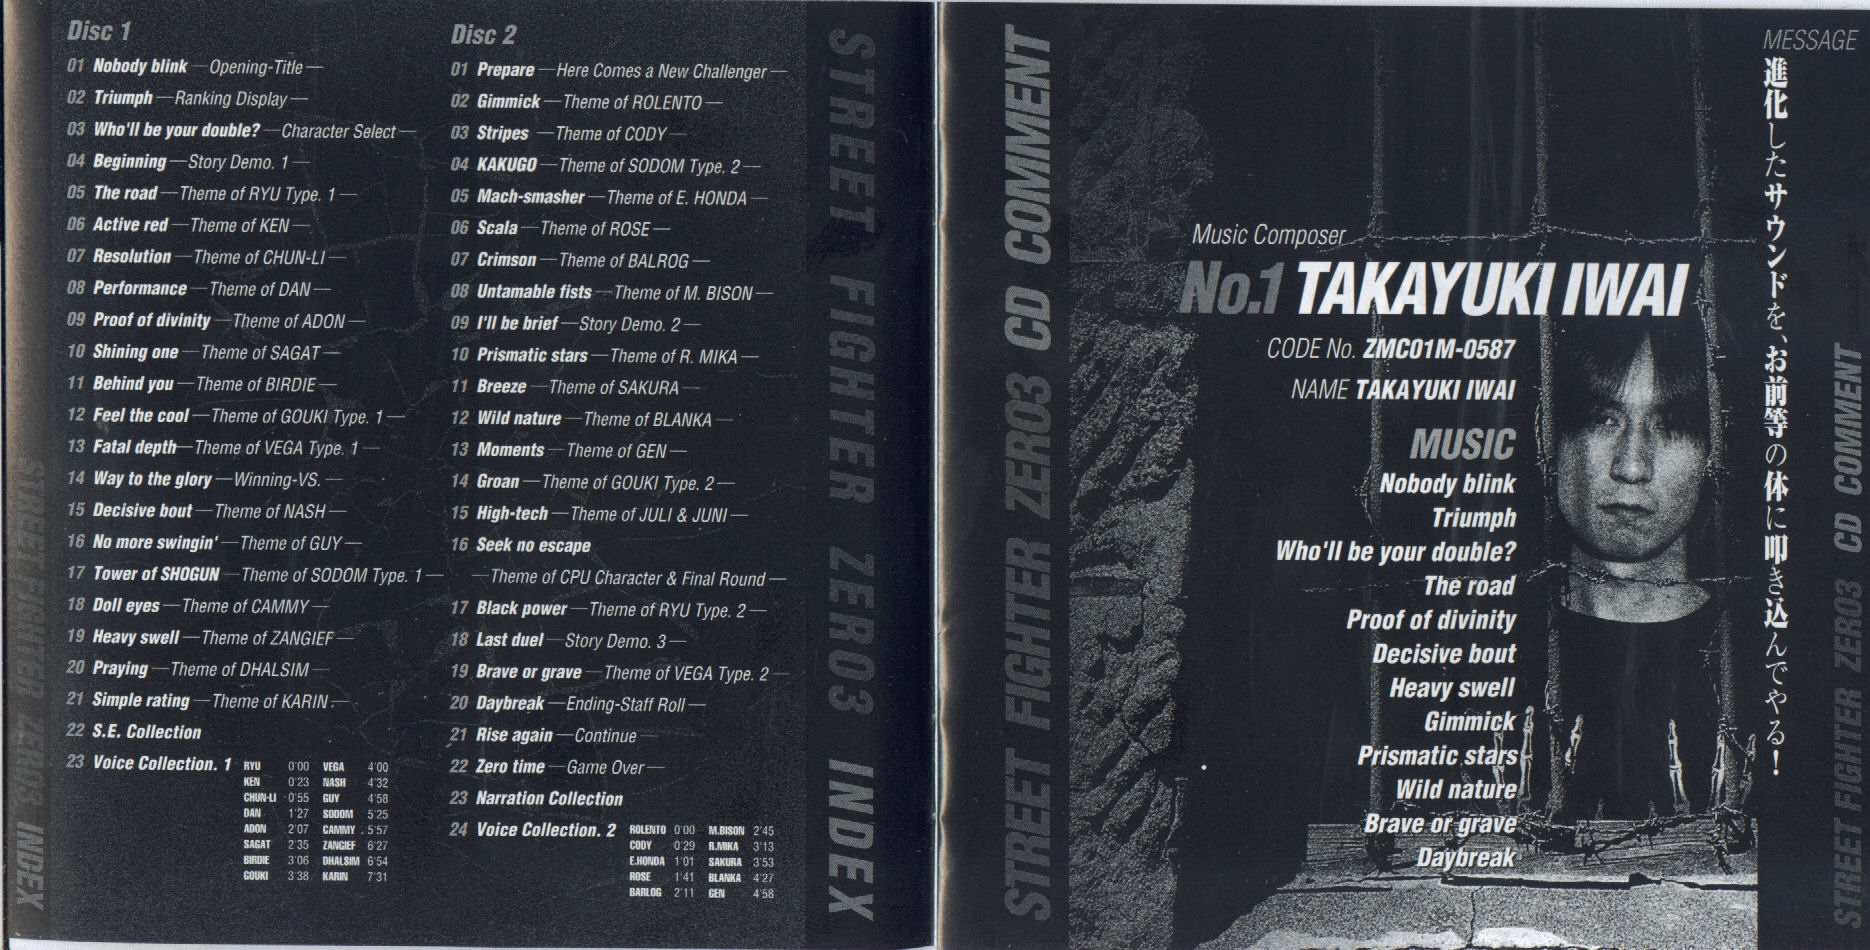 Disc 1
01 Nobody blink —Opening-Title—
02 Triumph —Ranking Display—
03 Who'll be your double? —Character Select—
04 Beginning —Story Demo. 1—
05 The road —Theme of RYU Type. 1—
06 Active red —Theme of KEN—
07 Resolution —Theme of CHUN-LI—
08 Performance —Theme of DAN—
09 Proof of divinity —Theme of ADON—
10 Shining one —Theme of SAGAT—
11 Behind you —Theme of BIRDIE—
12 Feel the cool —Theme of GOUKI Type. 1—
13 Fatal depth —Theme of VEGA Type. 1—
14 Way to the glory —Winning-VS.—
15 Decisive bout —Theme of NASH—
16 No more swingin' —Theme of GUY—
17 Tower of SHOGUN —Theme of SODOM Type. 1—
18 Doll eyes —Theme of CAMMY—
19 Heavy swell —Theme of ZANGIEF—
20 Praying —Theme of DHALSIM—
21 Simple rating —Theme of KARIN—
22 S.E. Collection
23 Voice Collection. 1
RYU 0'00 VEGA 4'00
KEN 0'23 NASH 4'32
CHUN-LI 0'55 GUY 4'58
DAN 1'27 SODOM 5'25
ADON 2'07 CAMMY 5'57
SAGAT 2'35 ZANGIEF 6'27
BIRDIE 3'06 DHALSIM 6'54
GOUKI 3'38 KARIN 7'31
Disc 2
01 Prepare —Here Comes a New Challenger—
02 Gimmick —Theme of ROLENTO—
03 Stripes —Theme of CODY—
04 KAKUGO —Theme of SODOM Type. 2—
05 Mach-smasher —Theme of E. HONDA—
06 Scala —Theme of ROSE—
07 Crimson —Theme of BALROG—
08 Untamable fists —Theme of M. BISON—
09 I'll be brief —Story Demo. 2—
10 Prismatic stars —Theme of R. MIKA—
11 Breeze —Theme of SAKURA—
12 Wild nature —Theme of BLANKA—
13 Moments —Theme of GEN—
14 Groan —Theme of GOUKI Type. 2—
15 High-tech —Theme of JULI & JUNI—
16 Seek no escape
—Theme of CPU Character & Final Round—
17 Black power —Theme of RYU Type. 2—
18 Last duel —Story Demo. 3—
19 Brave or grave —Theme of VEGA Type. 2—
20 Daybreak —Ending-Staff Roll—
21 Rise again —Continue—
22 Zero time —Game Over—
23 Narration Collection
24 Voice Collection. 2
ROLENTO 0'00 M.BISON 2'45
CODY 0'29 R.MIKA 3'13
E.HONDA 1'01 SAKURA 3'53
ROSE 1'41 BLANKA 4'27
BARLOG 2'11 GEN 4'58
STREET FIGHTER ZERO3 INDEX
STREET FIGHTER ZERO3 INDEX
STREET FIGHTER ZERO3 CD COMMENT
Music Composer
No.1 TAKAYUKI IWAI
CODE No. ZMC01M-0587
NAME TAKAYUKI IWAI
MUSIC
Nobody blink
Triumph
Who'll be your double?
The road
Proof of divinity
Decisive bout
Heavy swell
Gimmick
Prismatic stars
Wild nature
Brave or grave
Daybreak
MESSAGE
進化したサウンドを、お前等の体に叩き込んでやる!
STREET FIGHTER ZERO3 CD COMMENT